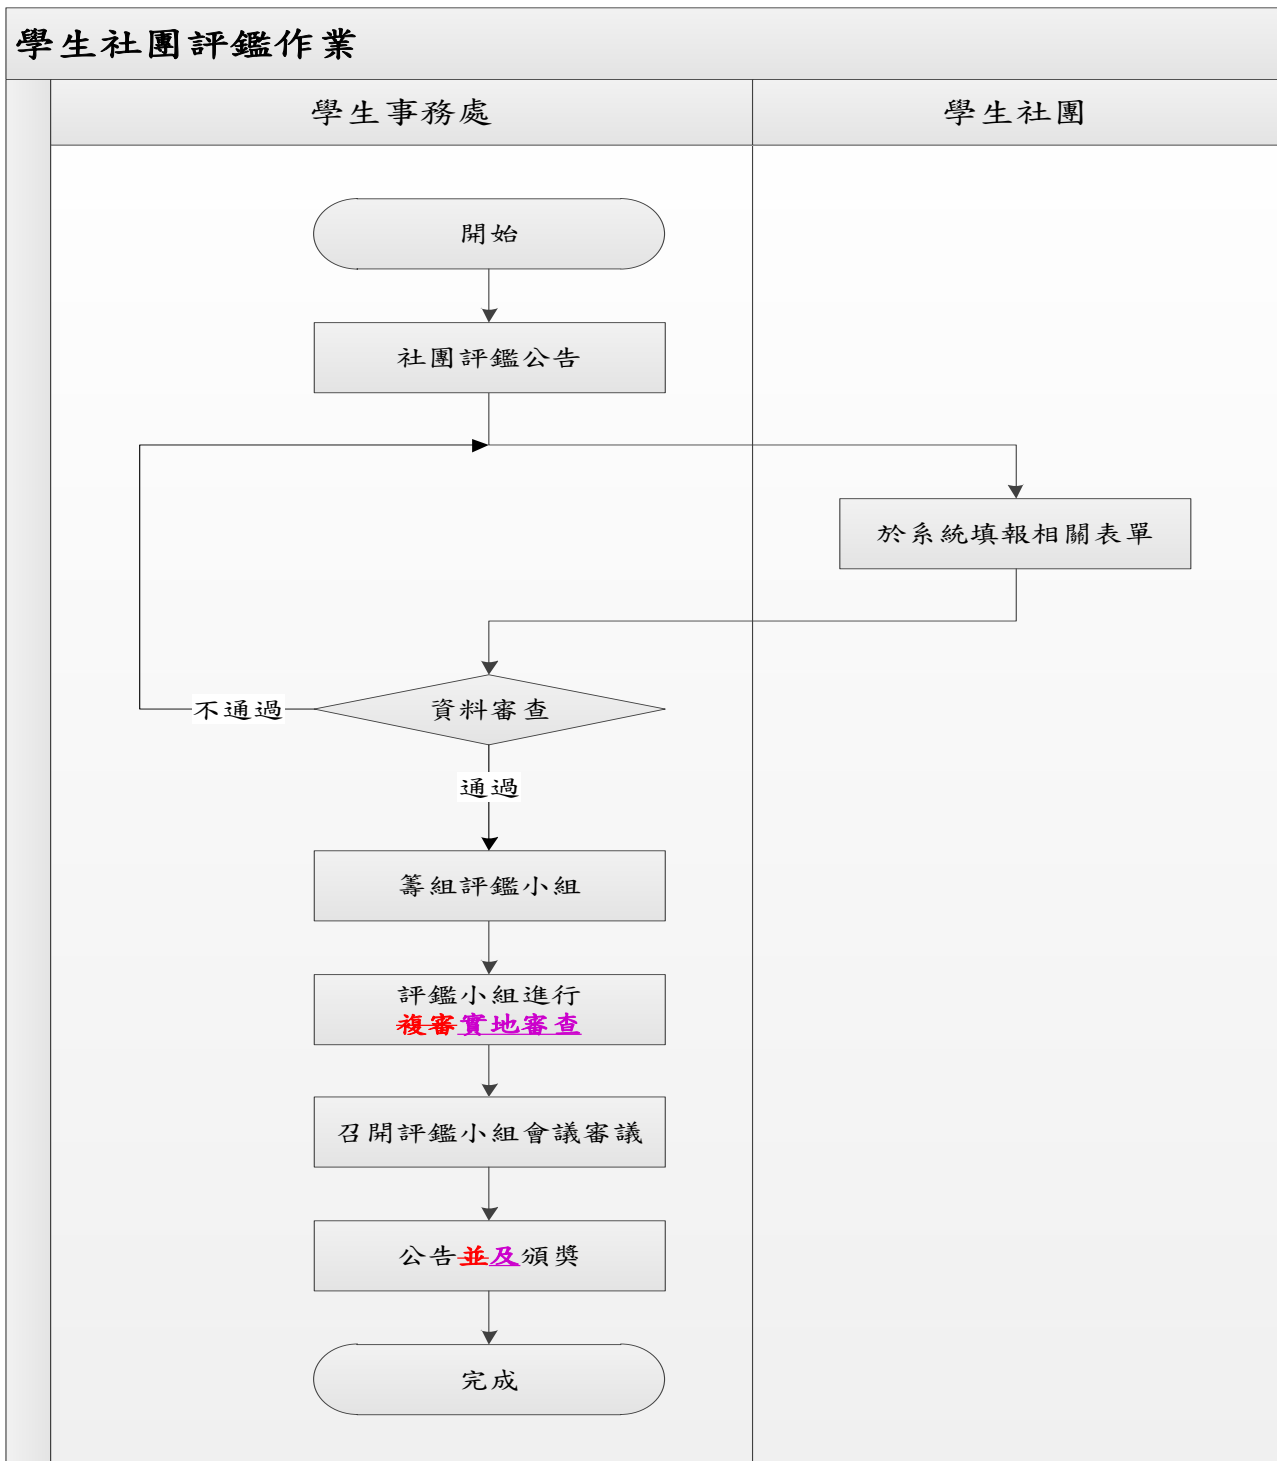 學生社團評鑑作業
學生事務處
學生社團
開始
社團評鑑公告
於系統填報相關表單
資料審查
不通過
通過
籌組評鑑小組
評鑑小組進行
複審實地審查
召開評鑑小組會議審議
公告並及頒獎
完成